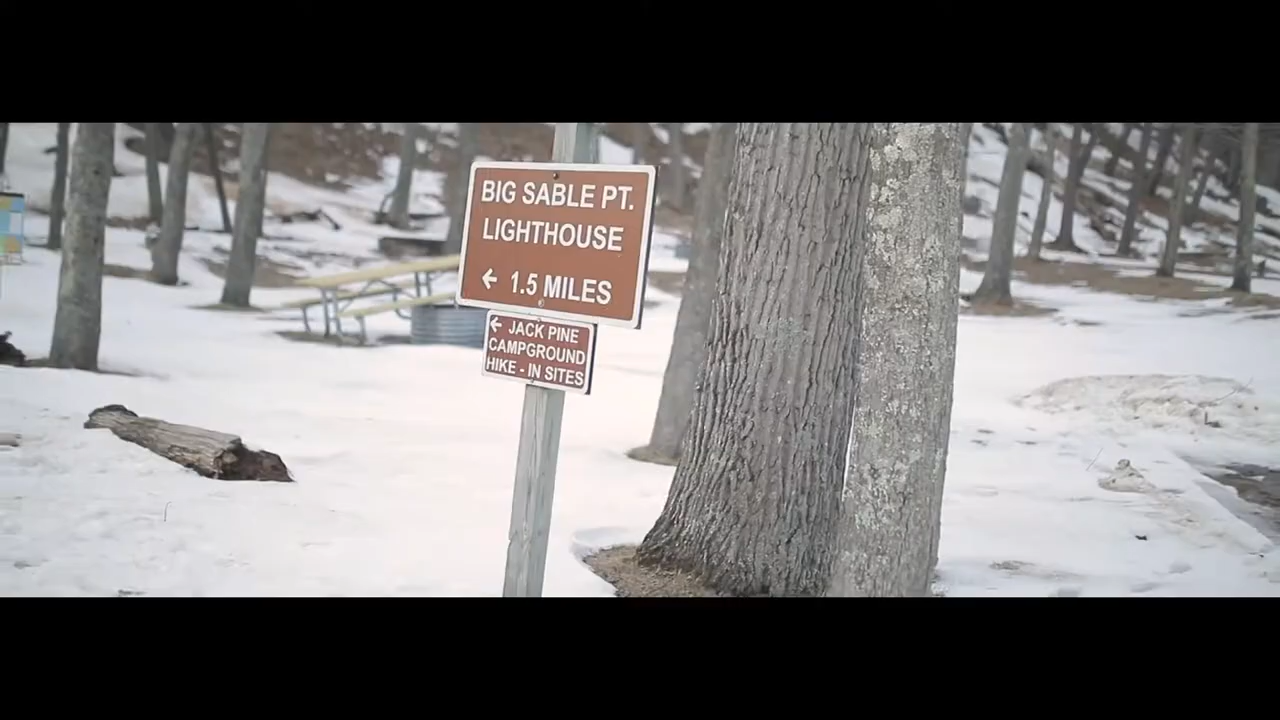 BIG SABLE PT.
LIGHTHOUSE
← 1.5 MILES
← JACK PINE
CAMPGROUND
HIKE - IN SITES